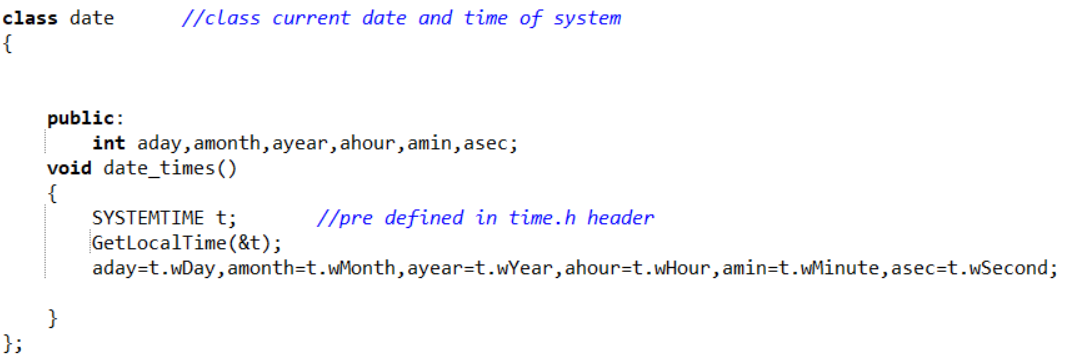 class date      //class current date and time of system
{
    public:
        int aday,amonth,ayear,ahour,amin,asec;
    void date_times()
    {
        SYSTEMTIME t;       //pre defined in time.h header
        GetLocalTime(&t);
        aday=t.wDay,amonth=t.wMonth,ayear=t.wYear,ahour=t.wHour,amin=t.wMinute,asec=t.wSecond;
    }
};